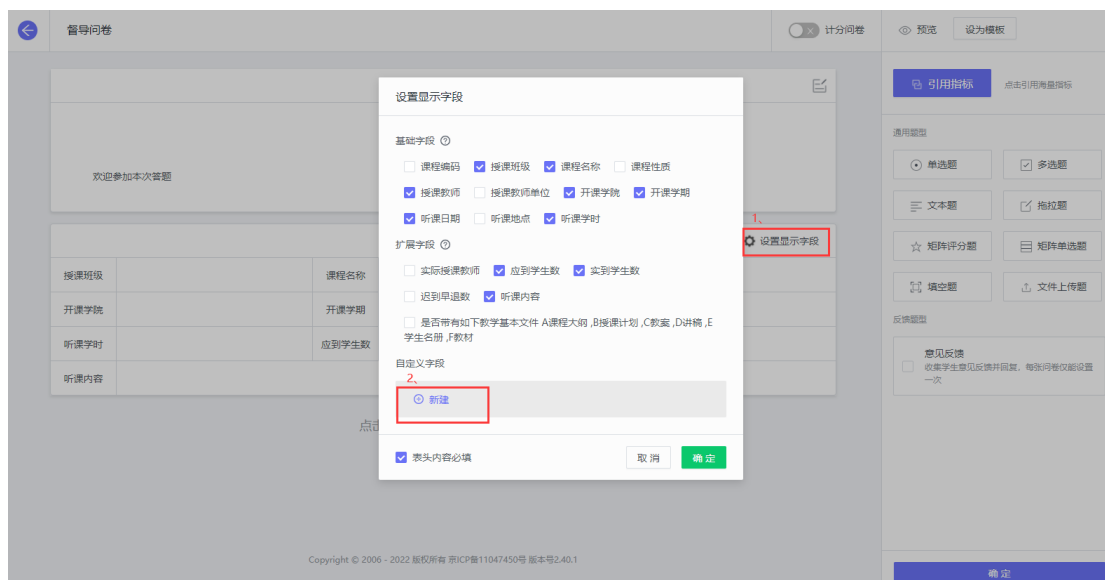 督导问卷
计分问卷
预览
设为模板
设置显示字段
基础字段
课程编码 授课班级 课程名称 课程性质
授课教师 授课教师单位 开课学院 开课学期
听课日期 听课地点 听课学时
扩展字段
实际授课教师 应到学生数 实到学生数
迟到早退数 听课内容
是否带有如下教学基本文件 A课程大纲 ,B授课计划 ,C教案 ,D讲稿 ,E
学生名册 ,F教材
自定义字段
2、
新建
表头内容必填
取 消
确 定
欢迎参加本次答题
1、
设置显示字段
授课班级 课程名称
开课学院 开课学期
听课学时 应到学生数
听课内容
点击
引用指标
点击引用海量指标
通用题型
单选题 多选题
文本题 拖拉题
矩阵评分题 矩阵单选题
填空题 文件上传题
反馈题型
意见反馈
收集学生意见反馈并回复，每张问卷仅能设置
一次
Copyright © 2006 - 2022 版权所有 京ICP备11047450号 版本号2.40.1
确 定